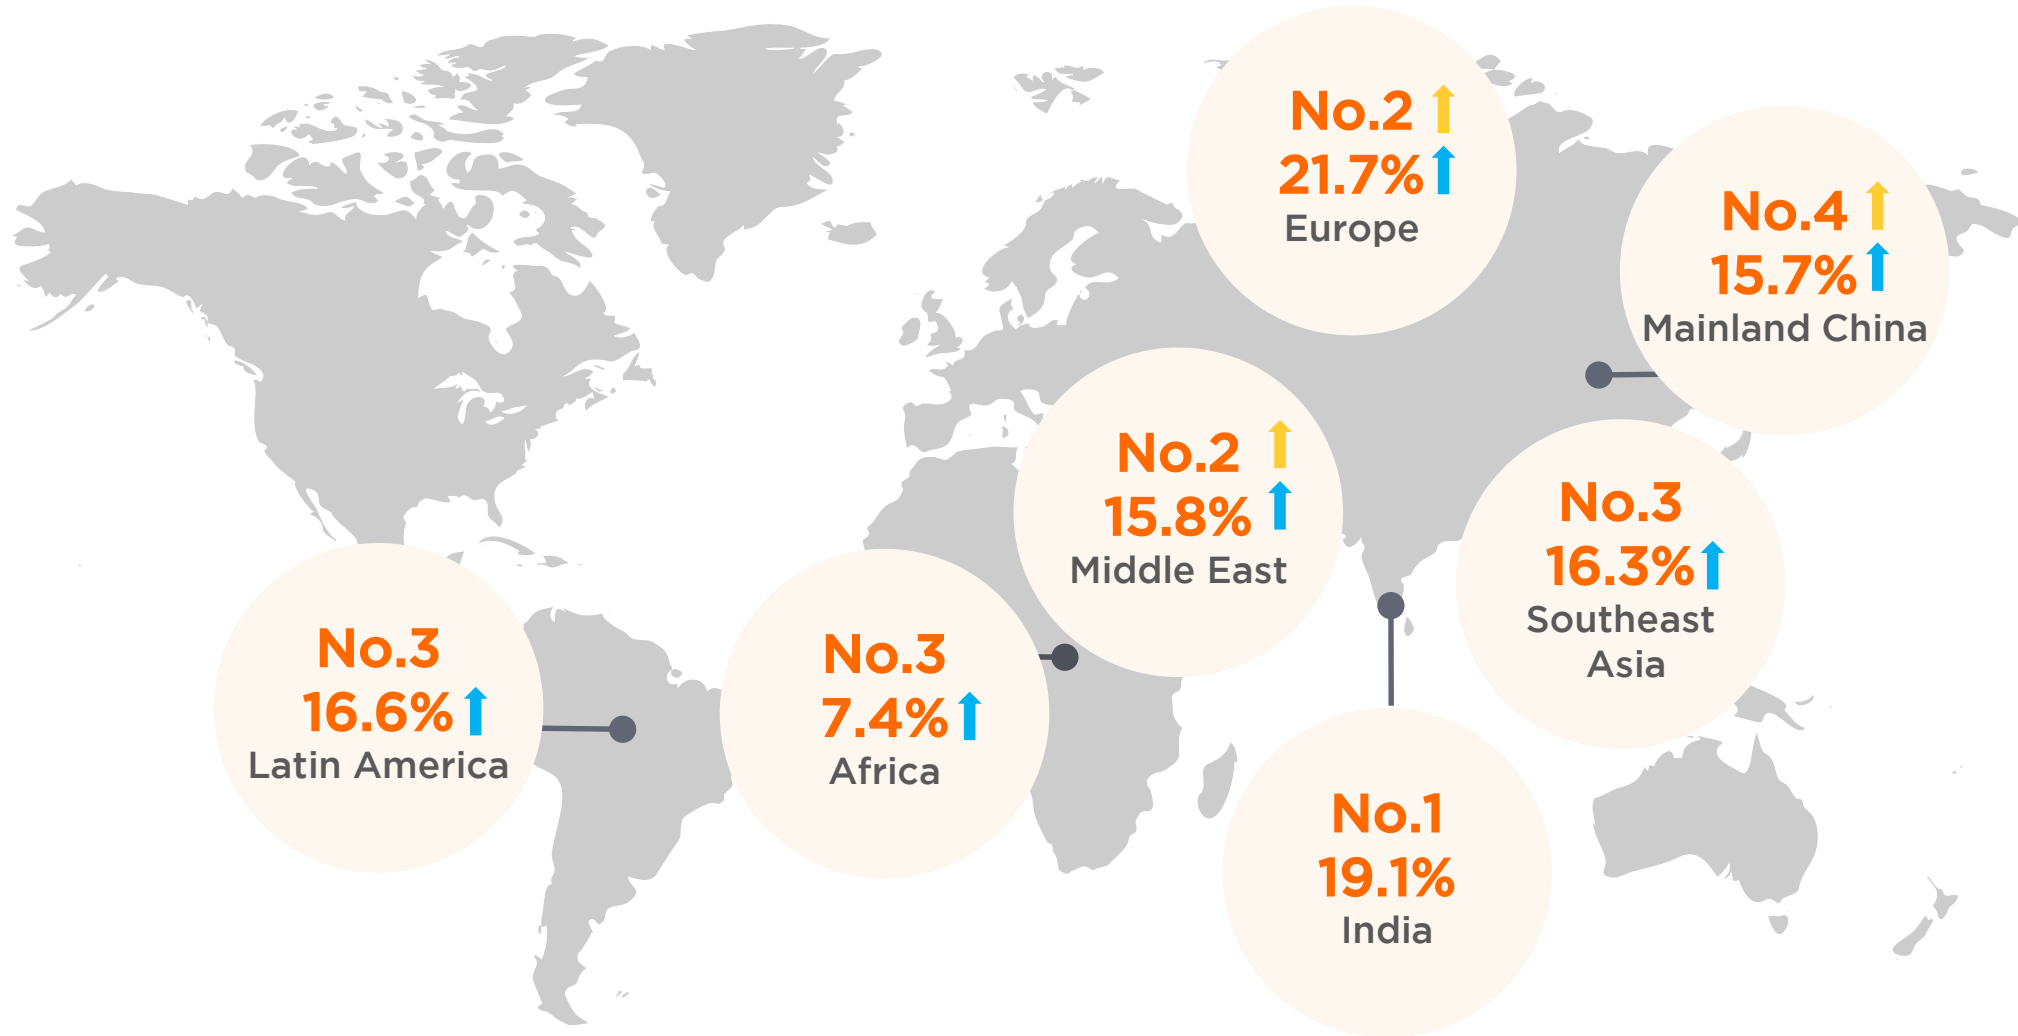 No.2
21.7%
Europe
No.4
15.7%
Mainland China
No.2
15.8%
Middle East
No.3
16.3%
Southeast
Asia
No.3
16.6%
Latin America
No.3
7.4%
Africa
No.1
19.1%
India